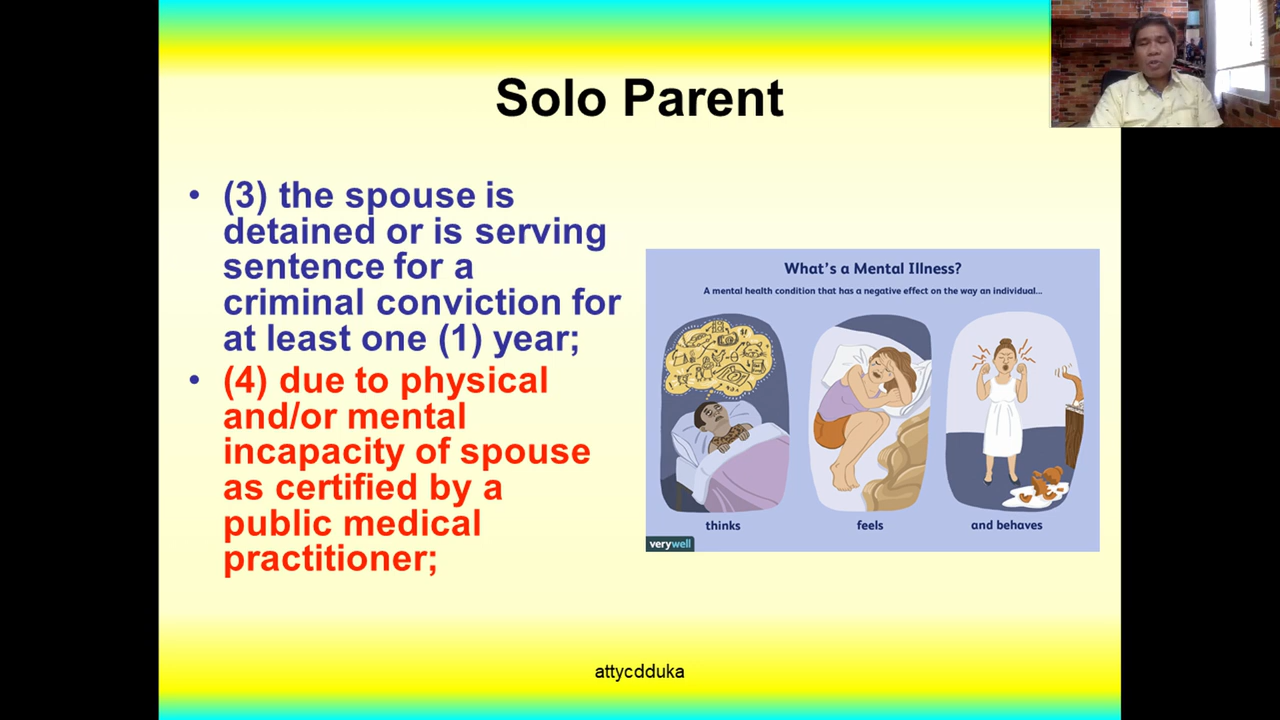 Solo Parent
• (3) the spouse is
detained or is serving
sentence for a
criminal conviction for
at least one (1) year;
• (4) due to physical
and/or mental
incapacity of spouse
as certified by a
public medical
practitioner;
What's a Mental Illness?
A mental health condition that has a negative effect on the way an individual...
thinks
feels
and behaves
verywell
attycdduka